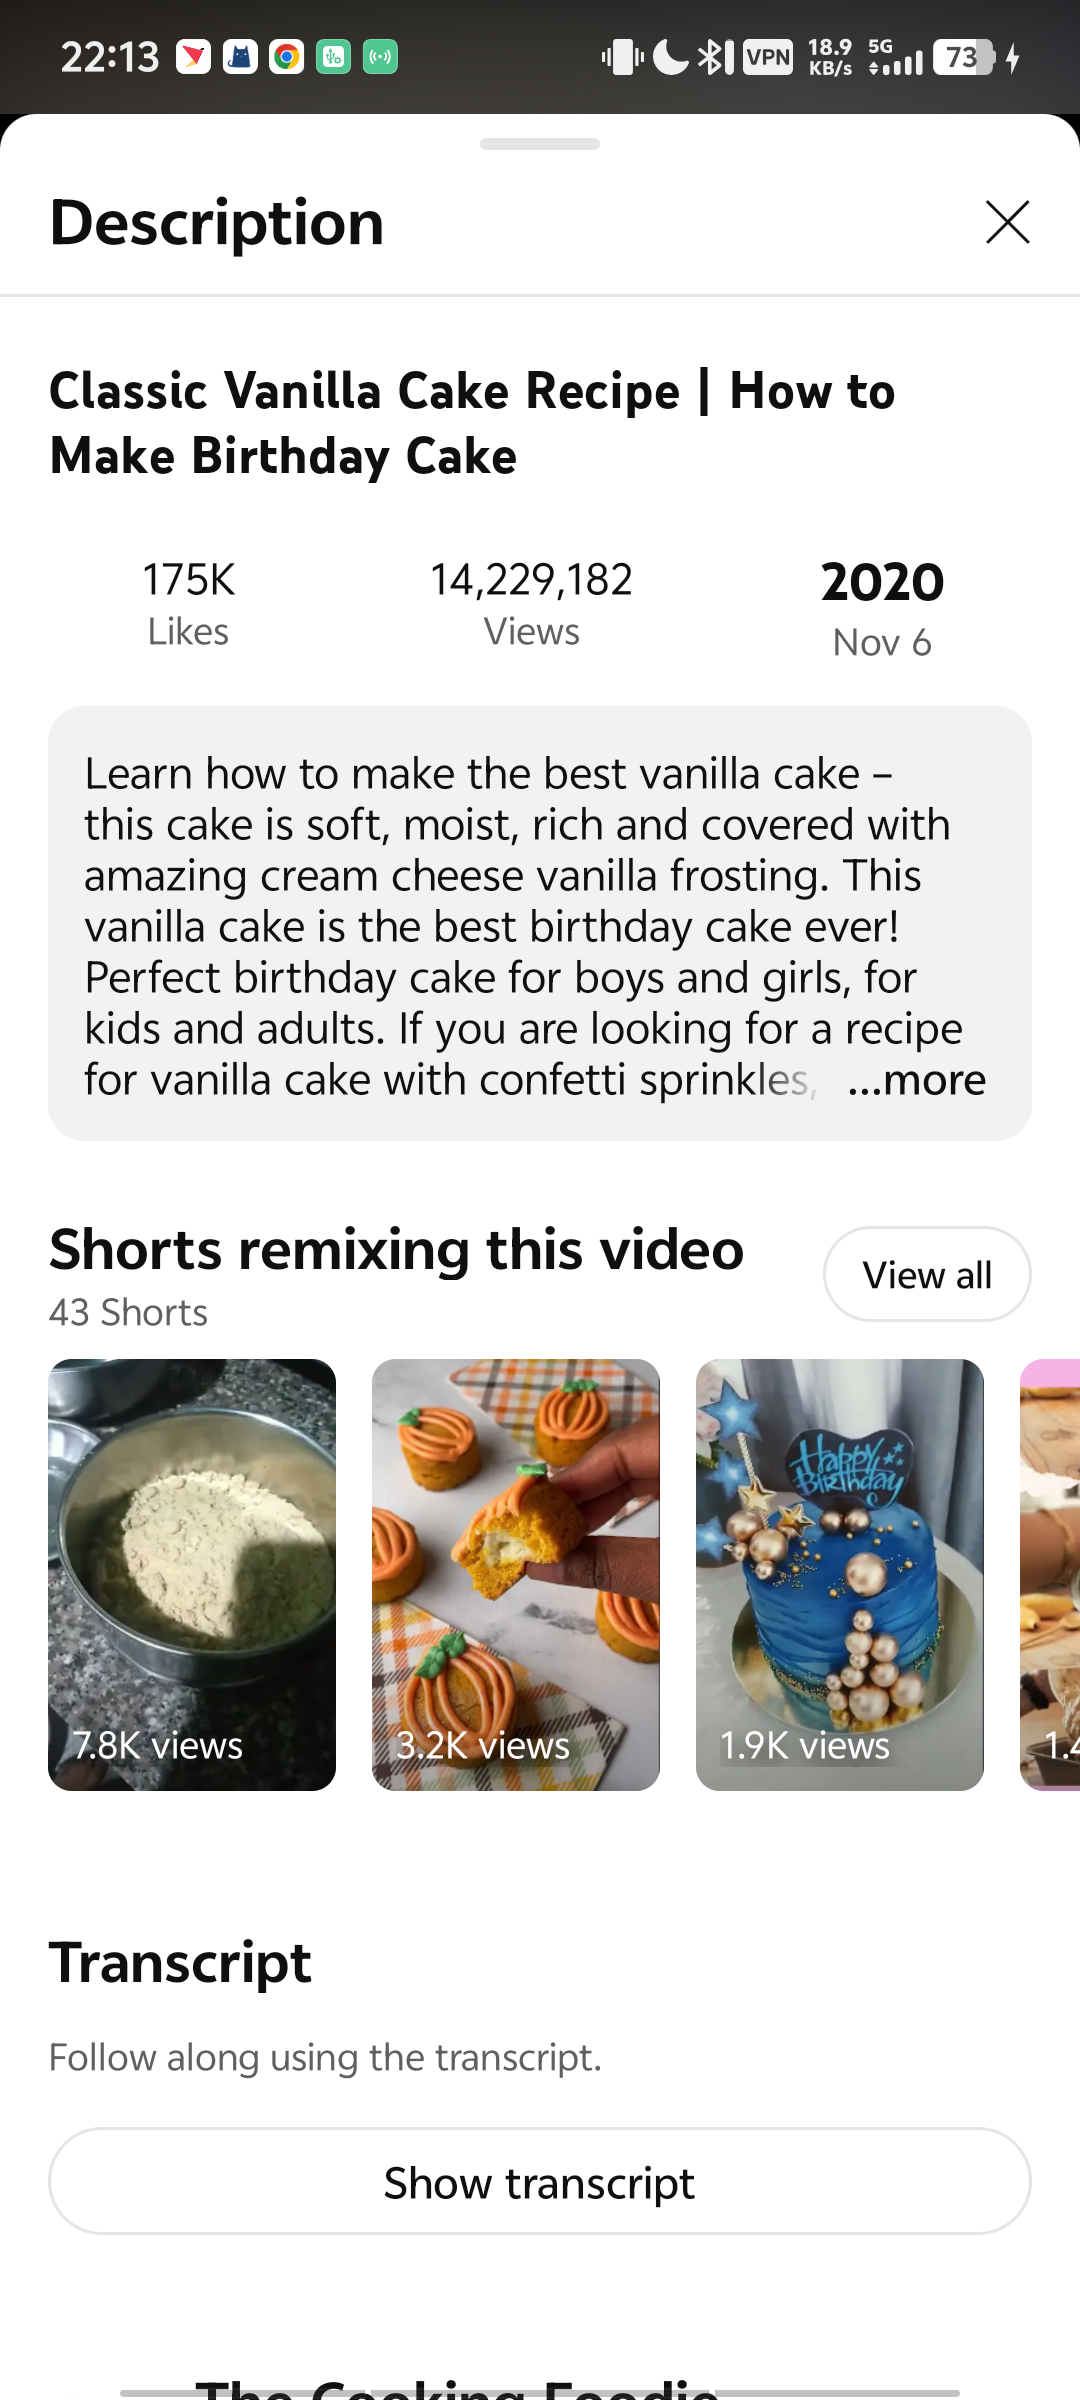 22:13
VPN
18.9
KB/s
5G
73
Description
Classic Vanilla Cake Recipe | How to
Make Birthday Cake
175K
Likes
14,229,182
Views
2020
Nov 6
Learn how to make the best vanilla cake –
this cake is soft, moist, rich and covered with
amazing cream cheese vanilla frosting. This
vanilla cake is the best birthday cake ever!
Perfect birthday cake for boys and girls, for
kids and adults. If you are looking for a recipe
for vanilla cake with confetti sprinkles, ...more
Shorts remixing this video
43 Shorts
View all
Happy
Birthday
7.8K views
3.2K views
1.9K views
Transcript
Follow along using the transcript.
Show transcript
The Cooking Foodie